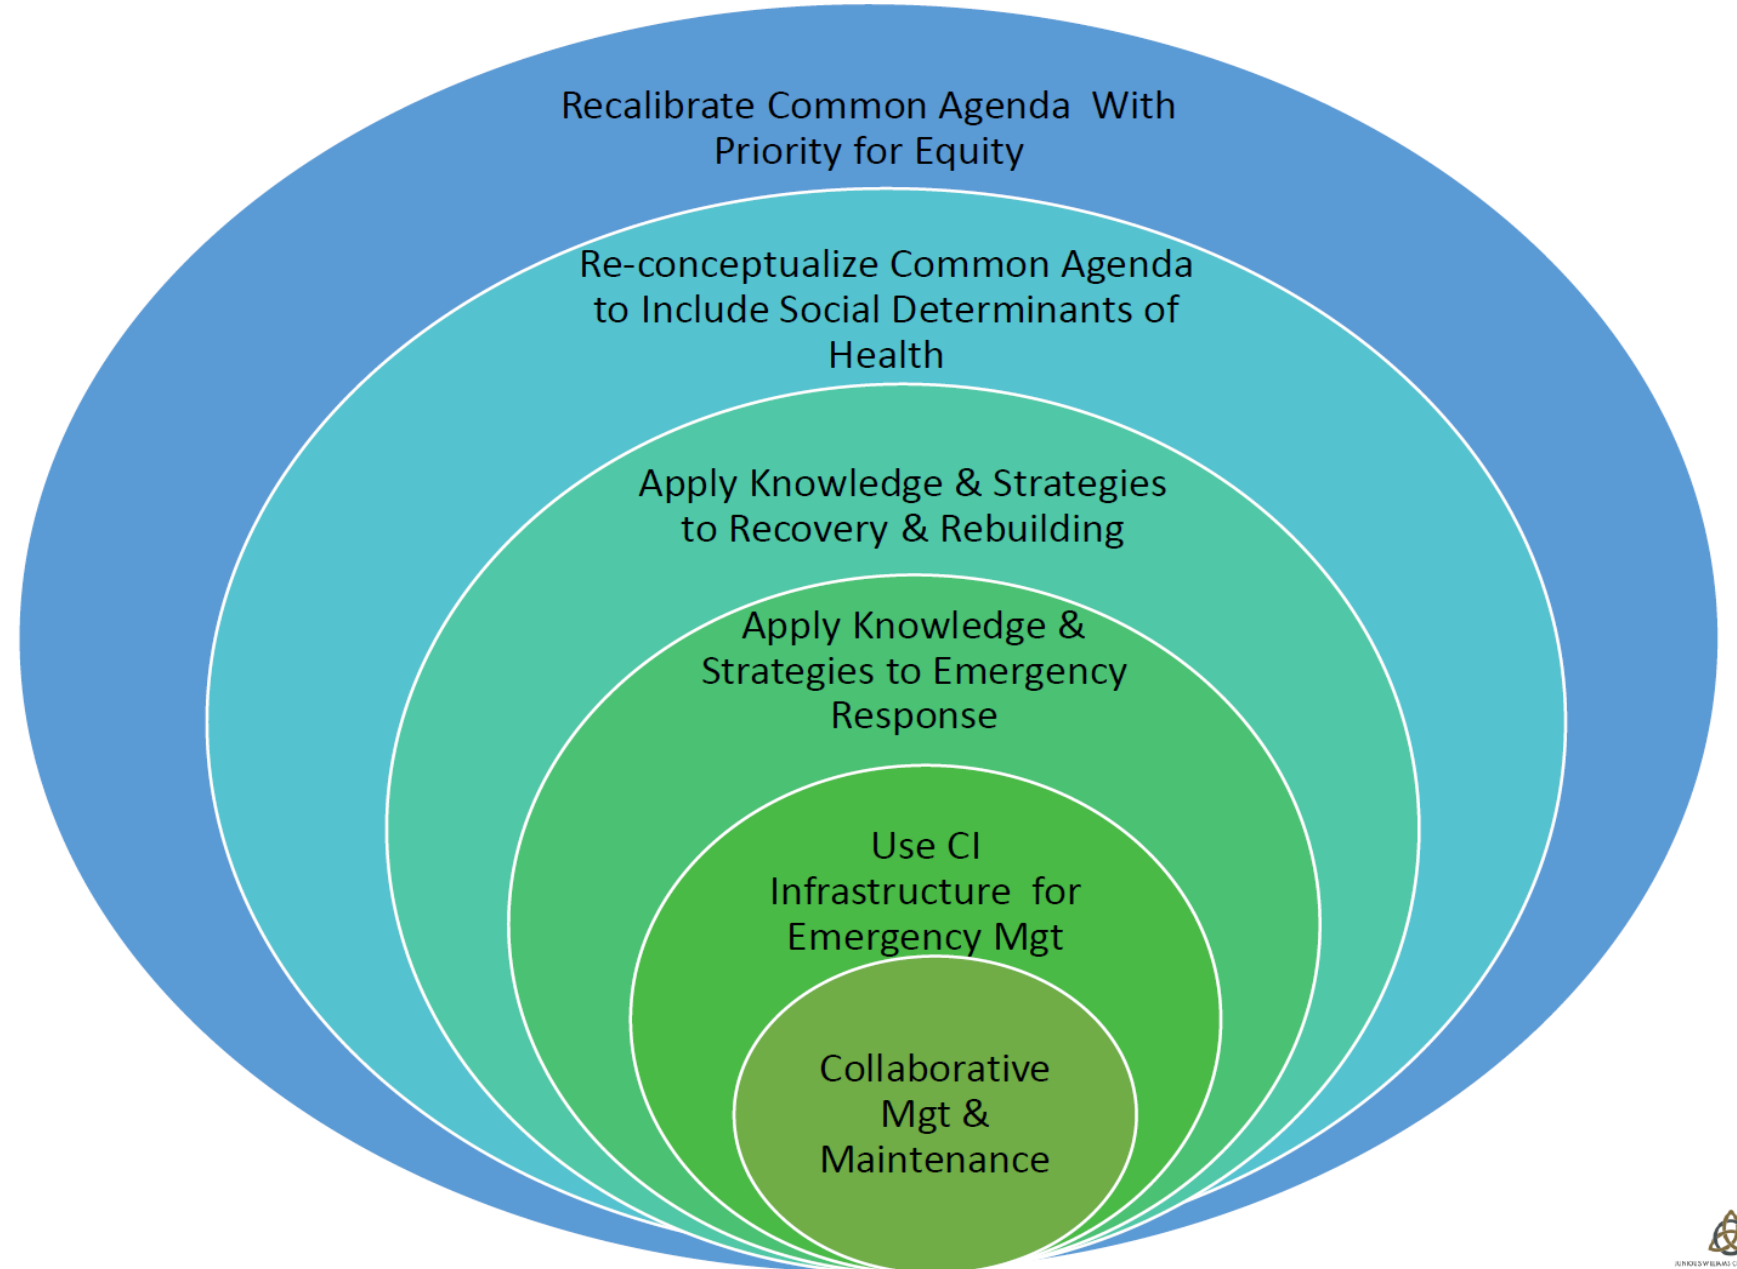 Recalibrate Common Agenda With
Priority for Equity
Re-conceptualize Common Agenda
to Include Social Determinants of
Health
Apply Knowledge & Strategies
to Recovery & Rebuilding
Apply Knowledge &
Strategies to Emergency
Response
Use CI
Infrastructure for
Emergency Mgt
Collaborative
Mgt &
Maintenance
JUNIOUS WILLIAMS